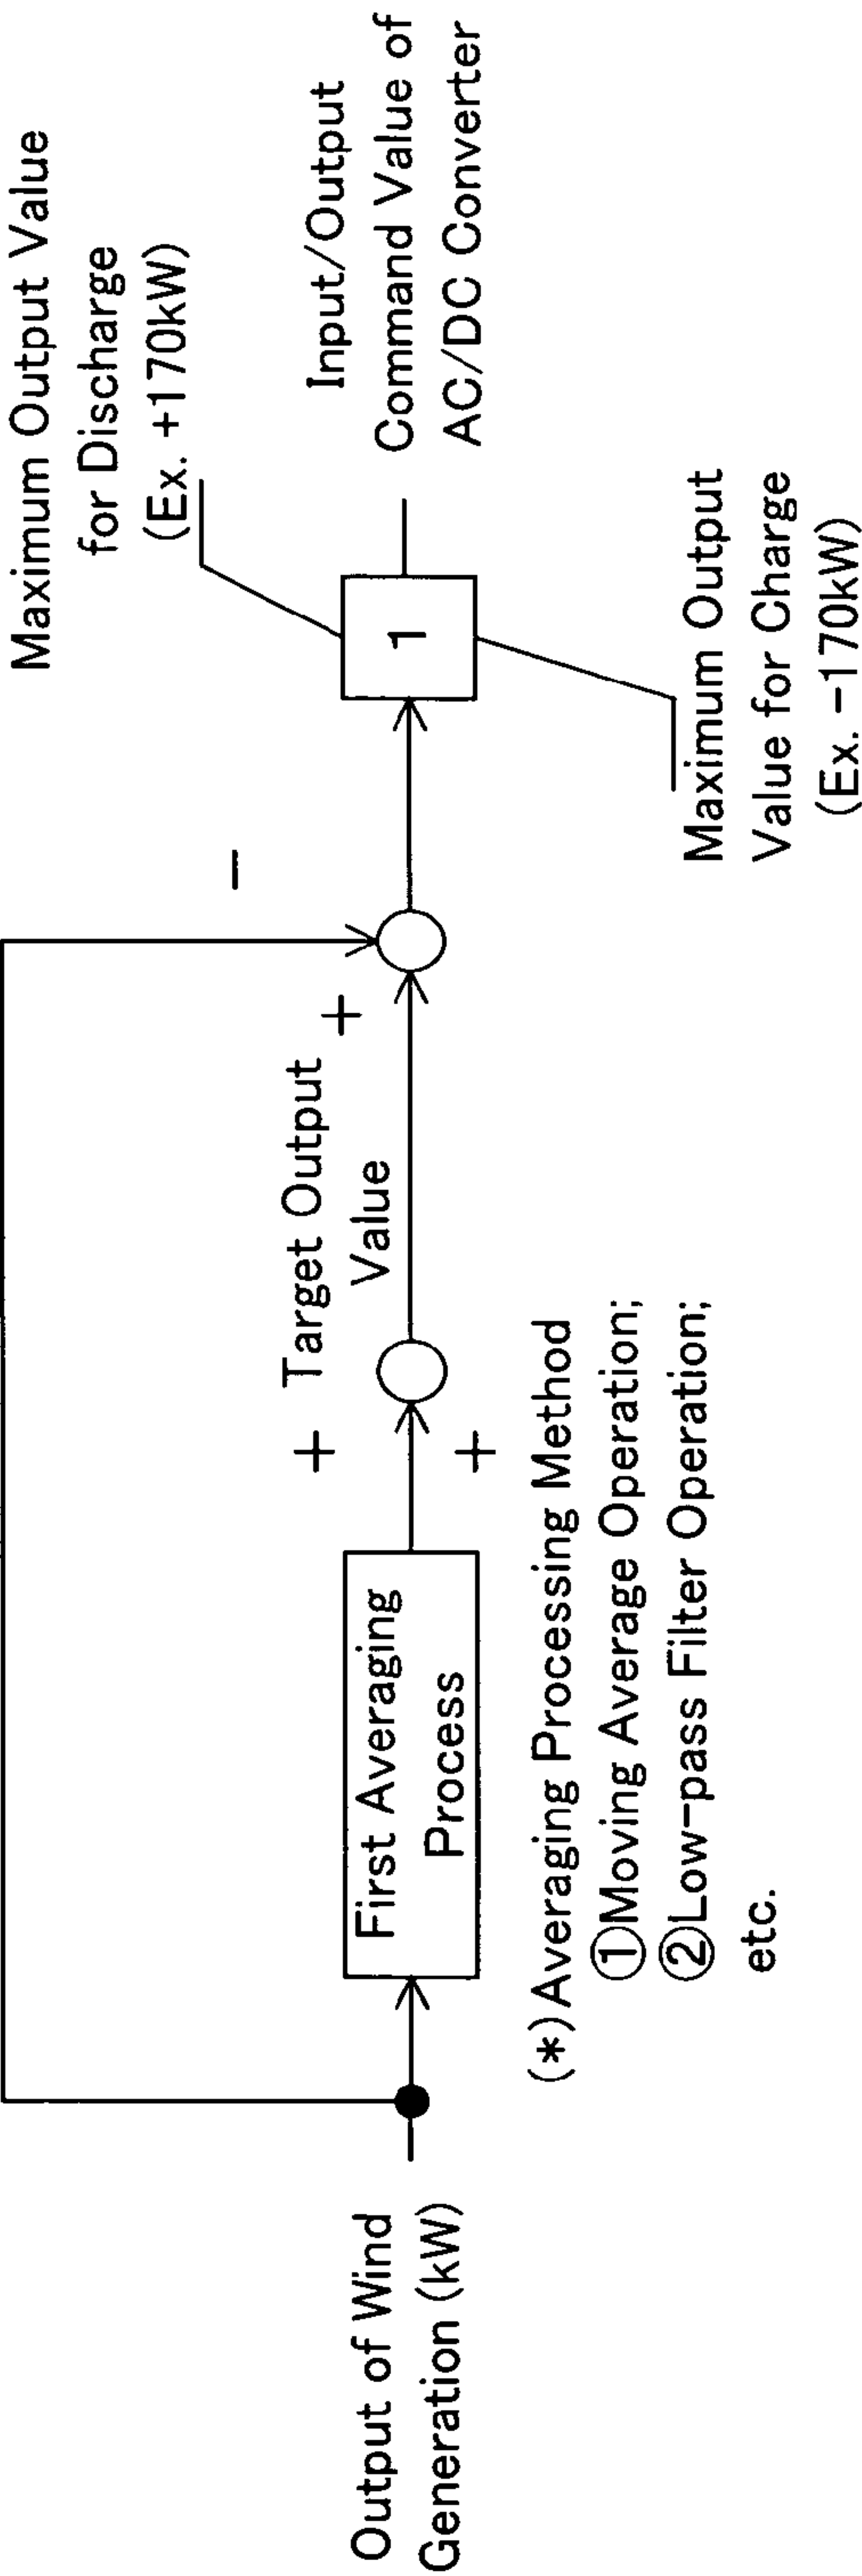 Output of Wind
Generation (kW)
First Averaging
Process
+
+
Target Output
Value
+
-
1
Maximum Output Value
for Discharge
(Ex. +170kW)
Input/Output
Command Value of
AC/DC Converter
Maximum Output
Value for Charge
(Ex. -170kW)
(*)Averaging Processing Method
①Moving Average Operation;
②Low-pass Filter Operation;
etc.